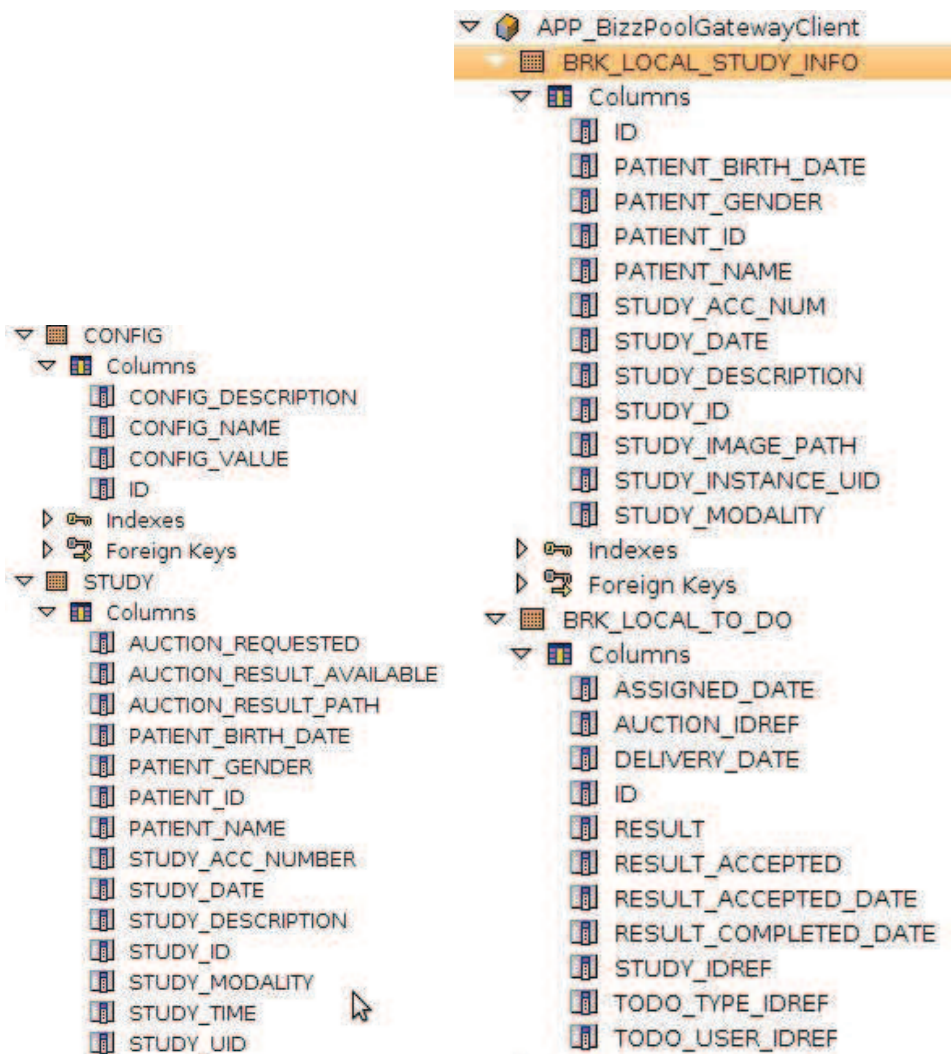 CONFIG
Columns
CONFIG_DESCRIPTION
CONFIG_NAME
CONFIG_VALUE
ID
Indexes
Foreign Keys
STUDY
Columns
AUCTION_REQUESTED
AUCTION_RESULT_AVAILABLE
AUCTION_RESULT_PATH
PATIENT_BIRTH_DATE
PATIENT_GENDER
PATIENT_ID
PATIENT_NAME
STUDY_ACC_NUMBER
STUDY_DATE
STUDY_DESCRIPTION
STUDY_ID
STUDY_MODALITY
STUDY_TIME
STUDY_UID
APP_BizzPoolGatewayClient
BRK_LOCAL_STUDY_INFO
Columns
ID
PATIENT_BIRTH_DATE
PATIENT_GENDER
PATIENT_ID
PATIENT_NAME
STUDY_ACC_NUM
STUDY_DATE
STUDY_DESCRIPTION
STUDY_ID
STUDY_IMAGE_PATH
STUDY_INSTANCE_UID
STUDY_MODALITY
Indexes
Foreign Keys
BRK_LOCAL_TO_DO
Columns
ASSIGNED_DATE
AUCTION_IDREF
DELIVERY_DATE
ID
RESULT
RESULT_ACCEPTED
RESULT_ACCEPTED_DATE
RESULT_COMPLETED_DATE
STUDY_IDREF
TODO_TYPE_IDREF
TODO_USER_IDREF